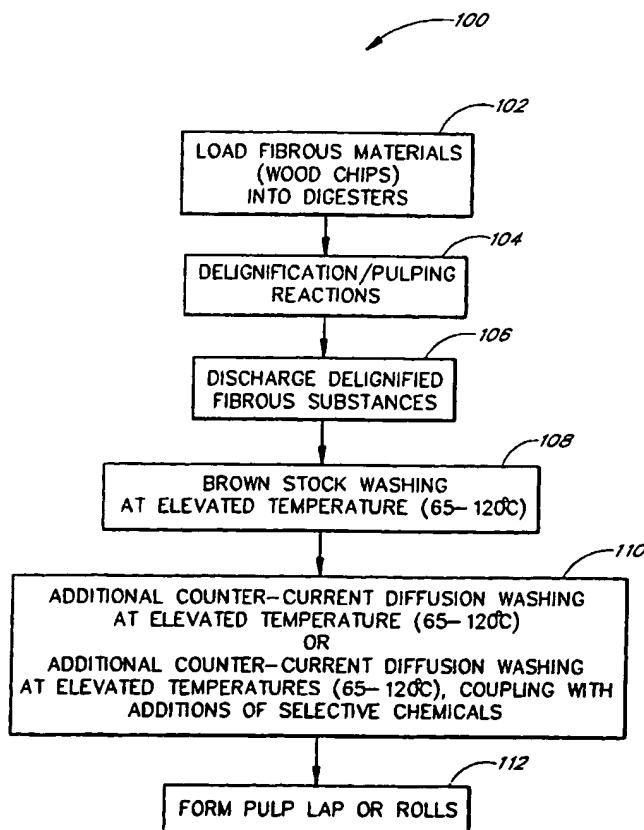 100
102
LOAD FIBROUS MATERIALS
(WOOD CHIPS)
INTO DIGESTERS
104
DELIGNIFICATION/PULPING
REACTIONS
106
DISCHARGE DELIGNIFIED
FIBROUS SUBSTANCES
108
BROWN STOCK WASHING
AT ELEVATED TEMPERATURE (65-120°C)
110
ADDITIONAL COUNTER-CURRENT DIFFUSION WASHING
AT ELEVATED TEMPERATURE (65-120°C)
OR
ADDITIONAL COUNTER-CURRENT DIFFUSION WASHING
AT ELEVATED TEMPERATURES (65-120°C), COUPLING WITH
ADDITIONS OF SELECTIVE CHEMICALS
112
FORM PULP LAP OR ROLLS